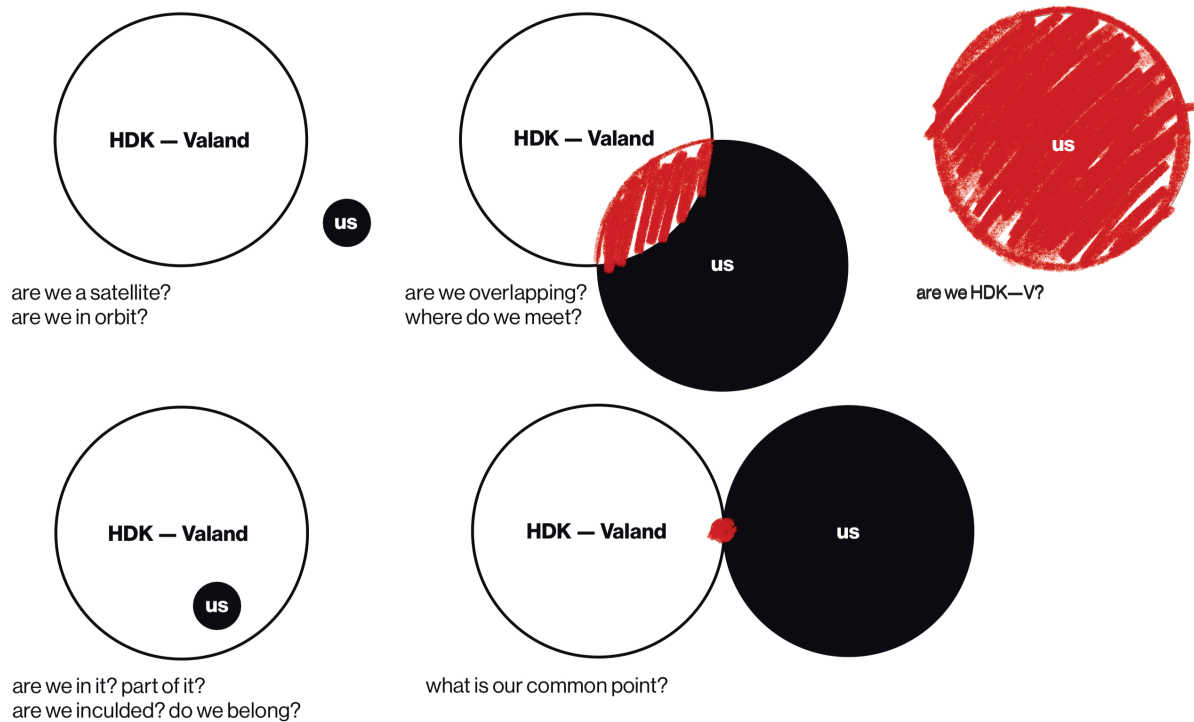 HDK — Valand
us
are we a satellite?
are we in orbit?
HDK — Valand
us
are we overlapping?
where do we meet?
us
are we HDK—V?
HDK — Valand
us
are we in it? part of it?
are we inculded? do we belong?
HDK — Valand
us
what is our common point?